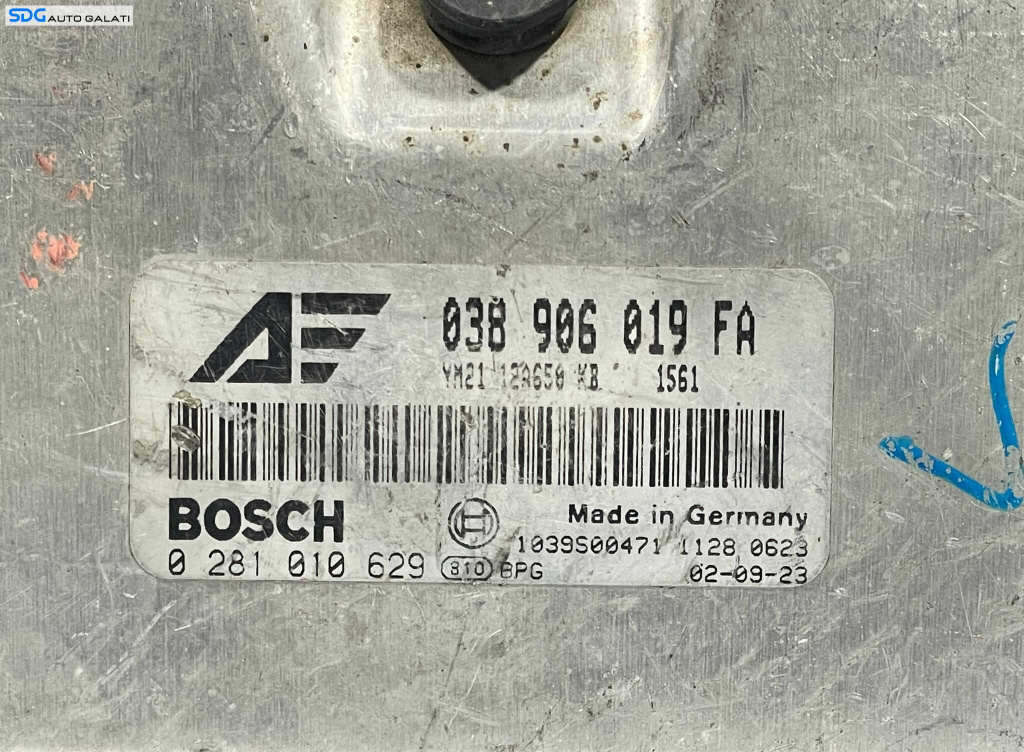 SDG AUTO GALATI
AF
038 906 019 FA
YM21 12A650 KB 1561
BOSCH
Made in Germany
1039S00471 1128 0623
0 281 010 629 810 BPG 02-09-23